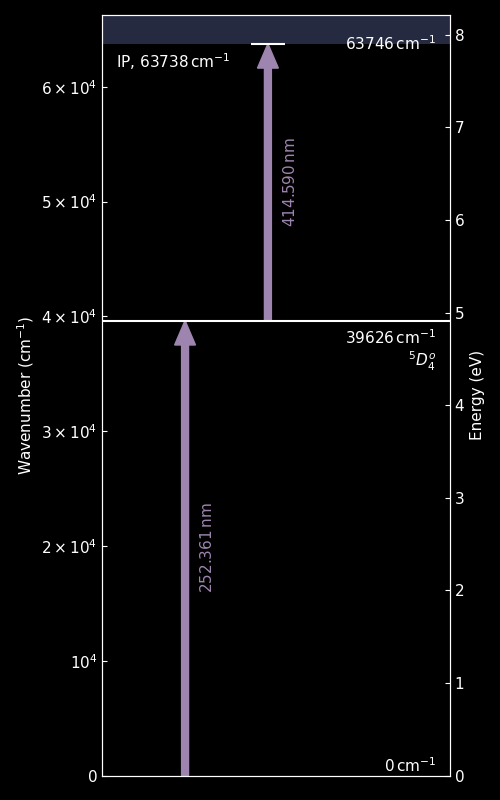 63746 cm⁻¹
IP, 63738 cm⁻¹
8
7
6
5
4
3
2
1
0
6 × 10⁴
5 × 10⁴
4 × 10⁴
3 × 10⁴
2 × 10⁴
10⁴
0
414.590 nm
39626 cm⁻¹
⁵D₄ᵒ
252.361 nm
0 cm⁻¹
Wavenumber (cm⁻¹)
Energy (eV)